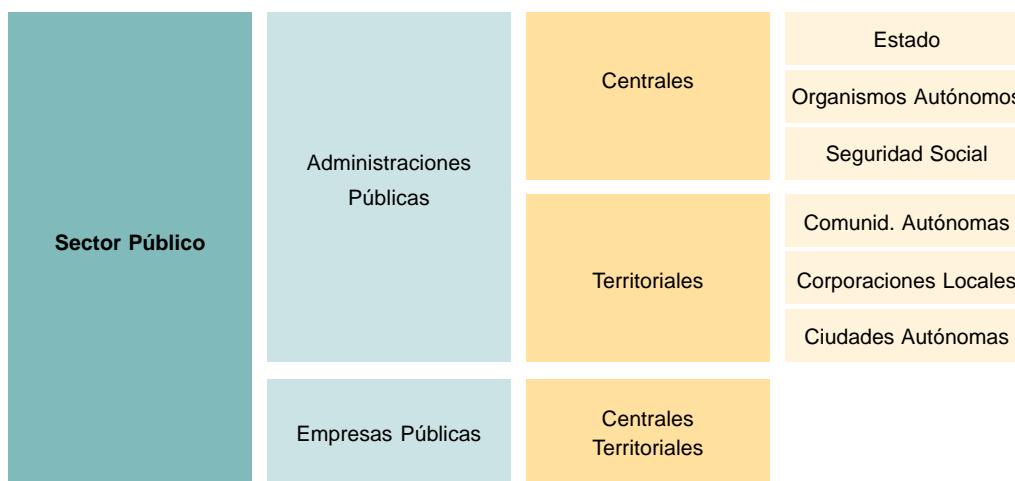 Sector Público
Administraciones
Públicas
Centrales
Estado
Organismos Autónomos
Seguridad Social
Territoriales
Comunid. Autónomas
Corporaciones Locales
Ciudades Autónomas
Empresas Públicas
Centrales
Territoriales